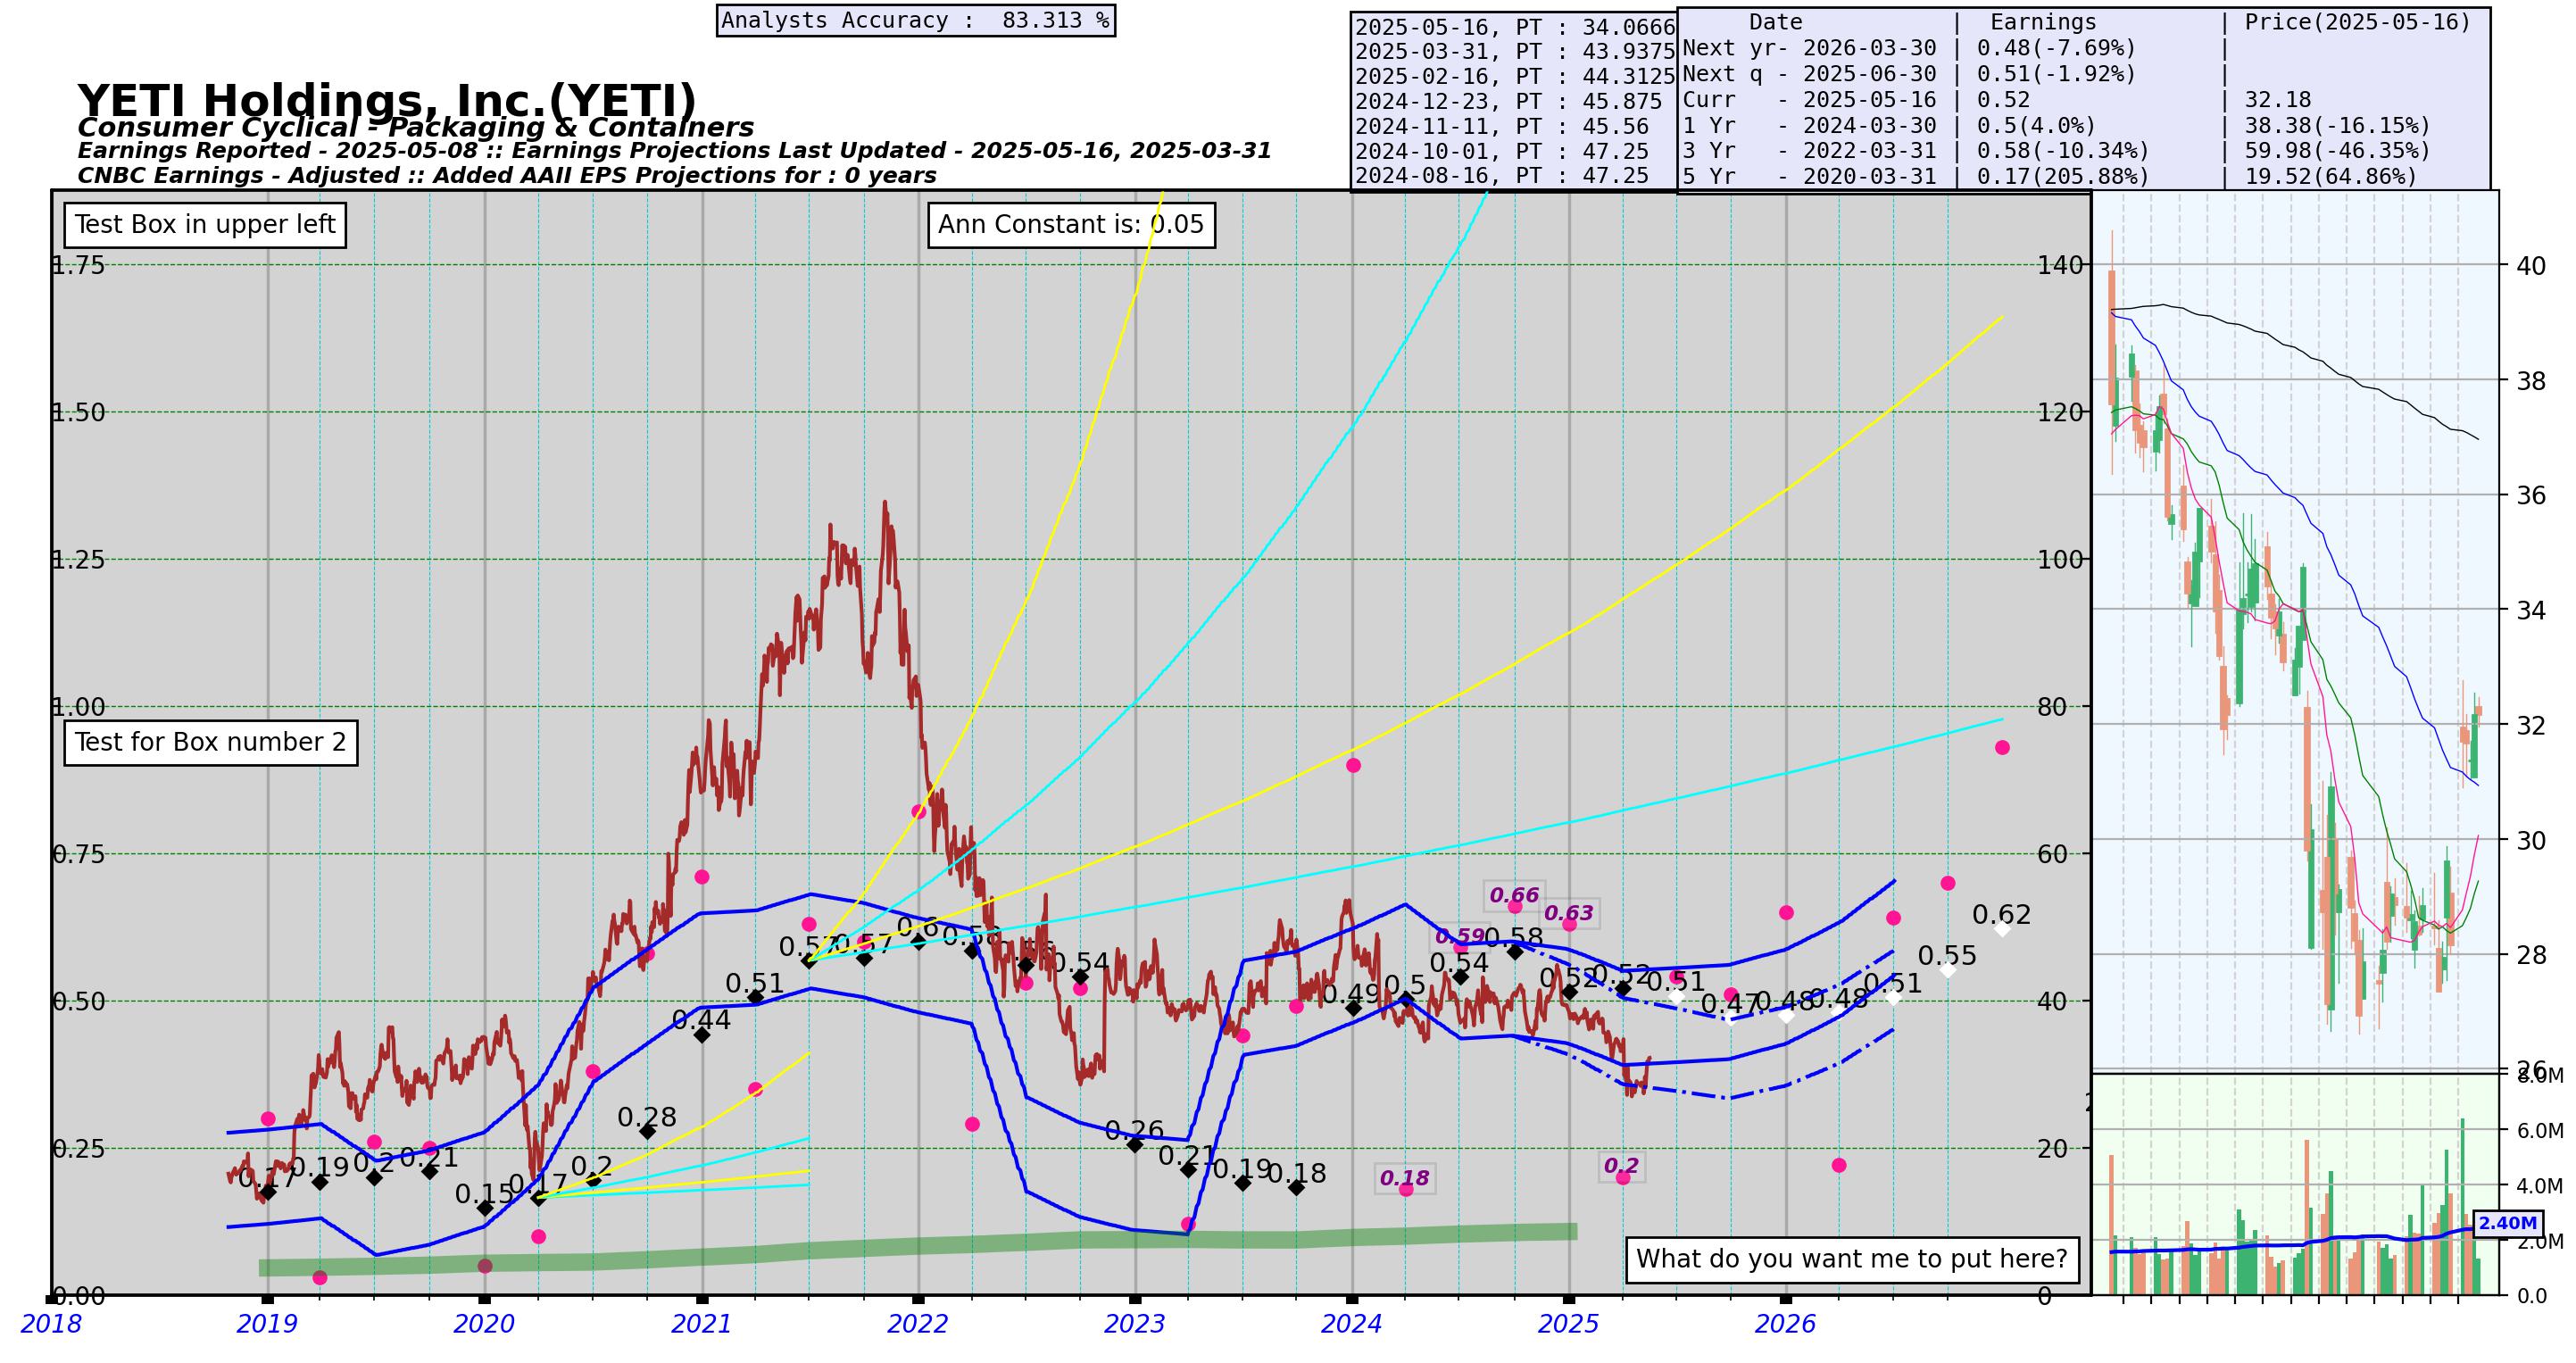 Analysts Accuracy :  83.313 %
2025-05-16, PT : 34.0666
2025-03-31, PT : 43.9375
2025-02-16, PT : 44.3125
2024-12-23, PT : 45.875
2024-11-11, PT : 45.56
2024-10-01, PT : 47.25
2024-08-16, PT : 47.25
Date | Earnings | Price(2025-05-16)
Next yr- 2026-03-30 | 0.48(-7.69%) |
Next q - 2025-06-30 | 0.51(-1.92%) |
Curr - 2025-05-16 | 0.52 | 32.18
1 Yr - 2024-03-30 | 0.5(4.0%) | 38.38(-16.15%)
3 Yr - 2022-03-31 | 0.58(-10.34%) | 59.98(-46.35%)
5 Yr - 2020-03-31 | 0.17(205.88%) | 19.52(64.86%)
YETI Holdings, Inc.(YETI)
Consumer Cyclical - Packaging & Containers
Earnings Reported - 2025-05-08 :: Earnings Projections Last Updated - 2025-05-16, 2025-03-31
CNBC Earnings - Adjusted :: Added AAII EPS Projections for : 0 years
Test Box in upper left
Ann Constant is: 0.05
Test for Box number 2
What do you want me to put here?
1.75
1.50
1.25
1.00
0.75
0.50
0.25
0.00
140
120
100
80
60
40
20
0
0.17
0.19
0.2
0.21
0.15
0.17
0.2
0.28
0.44
0.51
0.57
0.57
0.6
0.58
0.56
0.54
0.26
0.21
0.19
0.18
0.49
0.5
0.54
0.58
0.52
0.52
0.51
0.47
0.48
0.48
0.51
0.55
0.62
0.18
0.59
0.66
0.63
0.2
40
38
36
34
32
30
28
26
8.0M
6.0M
4.0M
2.40M
2.0M
0.0
2018
2019
2020
2021
2022
2023
2024
2025
2026